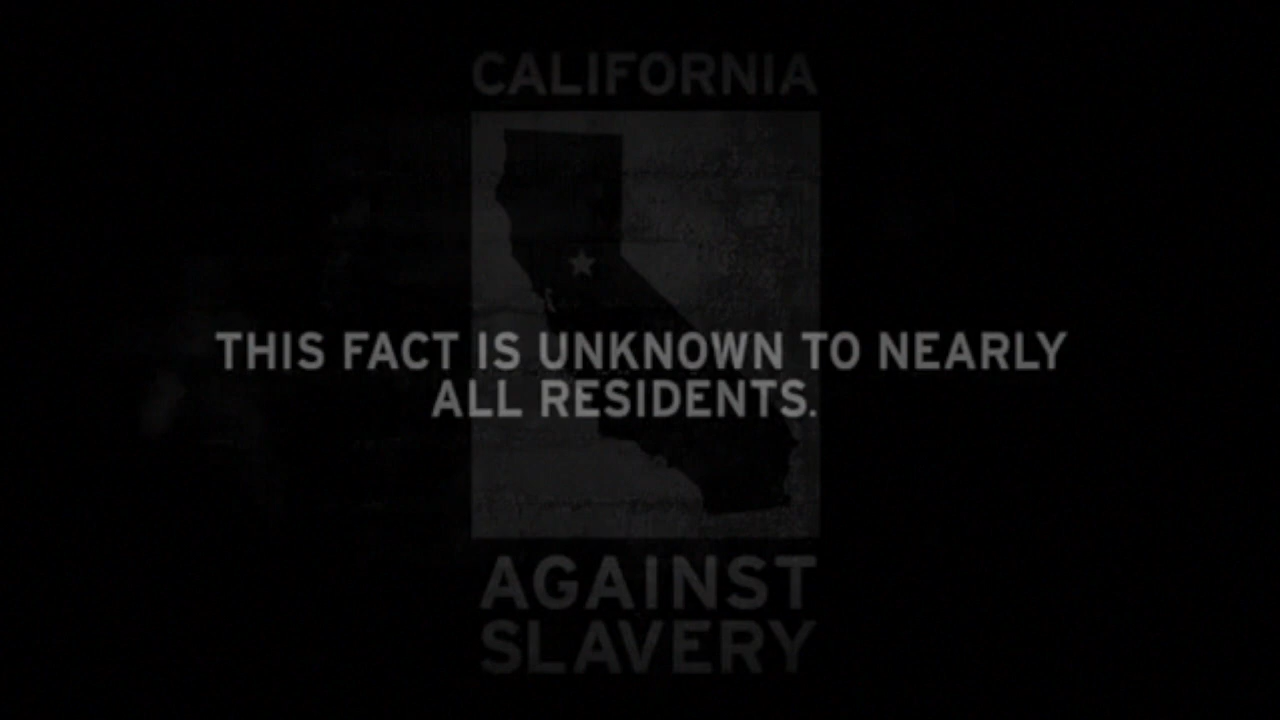 CALIFORNIA
THIS FACT IS UNKNOWN TO NEARLY
ALL RESIDENTS.
AGAINST
SLAVERY